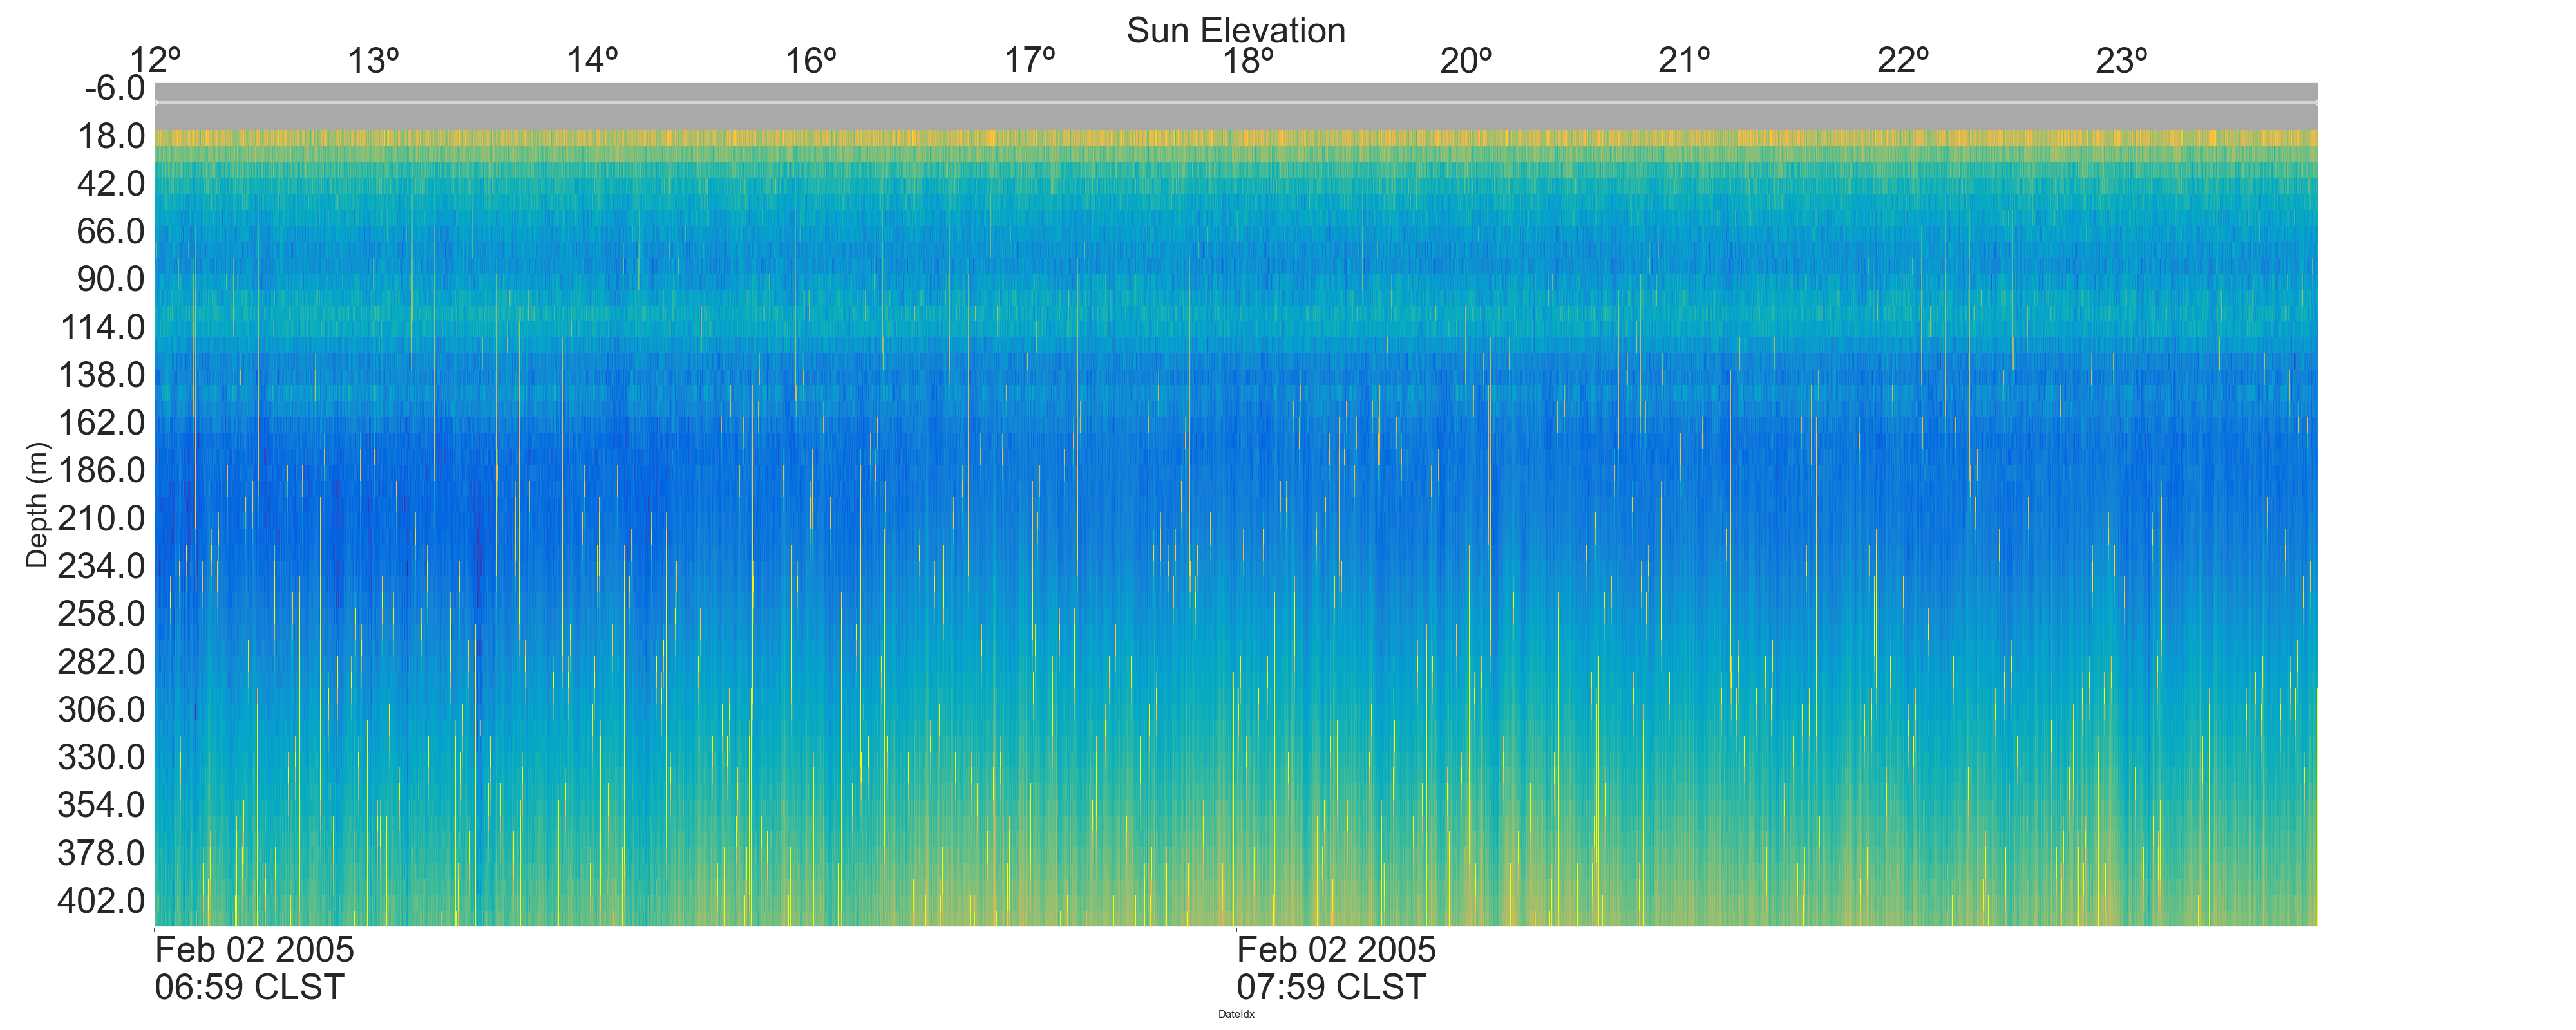 Sun Elevation
12º 13º 14º 16º 17º 18º 20º 21º 22º 23º
-6.0
18.0
42.0
66.0
90.0
114.0
138.0
162.0
186.0
210.0
234.0
258.0
282.0
306.0
330.0
354.0
378.0
402.0
Depth (m)
Feb 02 2005
06:59 CLST
Feb 02 2005
07:59 CLST
DateIdx